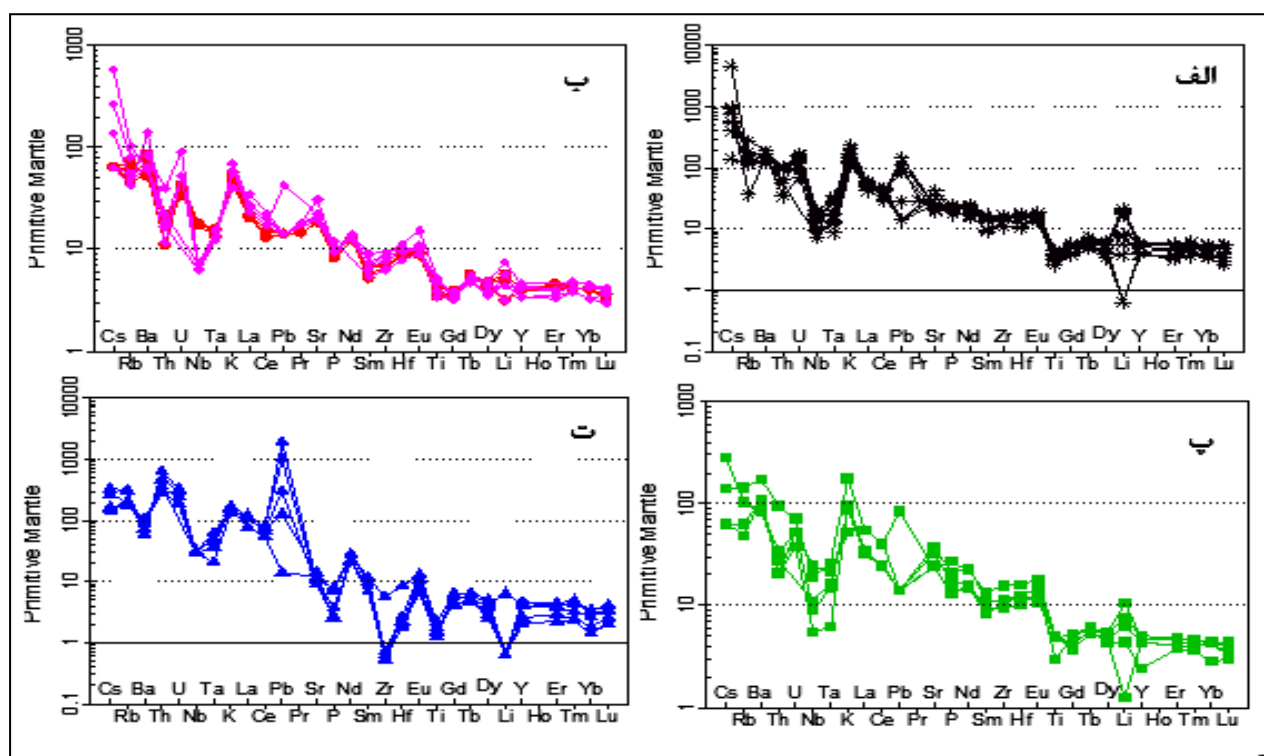 الف
10000
1000
100
10
1
0.1
Primitive Mantle
Cs Ba U Ta La Pb Sr Nd Zr Eu Gd Dy Y Er Yb
Rb Th Nb K Ce Pr P Sm Hf Ti Tb Li Ho Tm Lu
ب
1000
100
10
1
Primitive Mantle
Cs Ba U Ta La Pb Sr Nd Zr Eu Gd Dy Y Er Yb
Rb Th Nb K Ce Pr P Sm Hf Ti Tb Li Ho Tm Lu
پ
1000
100
10
1
Primitive Mantle
Cs Ba U Ta La Pb Sr Nd Zr Eu Gd Dy Y Er Yb
Rb Th Nb K Ce Pr P Sm Hf Ti Tb Li Ho Tm Lu
ت
10000
1000
100
10
1
0.1
Primitive Mantle
Cs Ba U Ta La Pb Sr Nd Zr Eu Gd Dy Y Er Yb
Rb Th Nb K Ce Pr P Sm Hf Ti Tb Li Ho Tm Lu